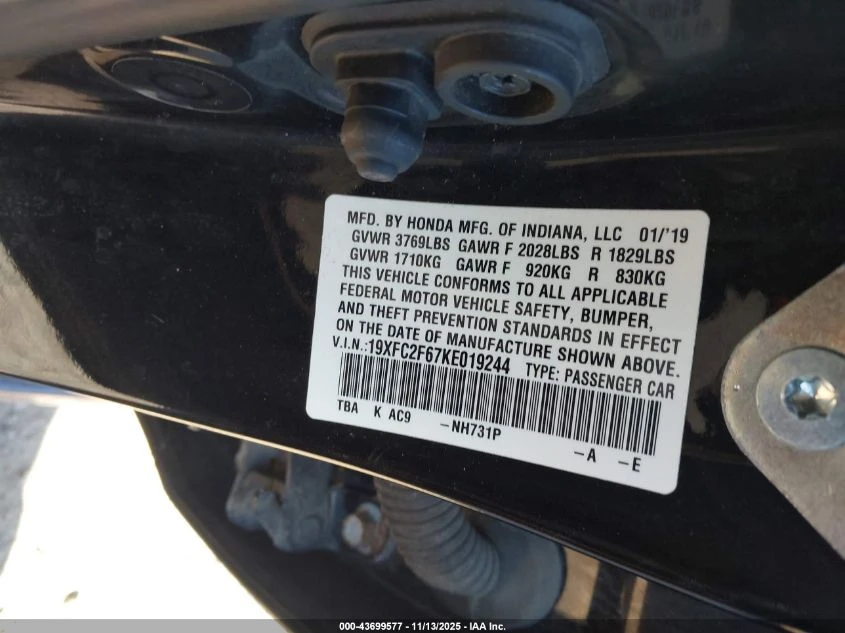 MFD. BY HONDA MFG. OF INDIANA, LLC 01/'19
GVWR 3769LBS GAWR F 2028LBS R 1829LBS
GVWR 1710KG GAWR F 920KG R 830KG
THIS VEHICLE CONFORMS TO ALL APPLICABLE
FEDERAL MOTOR VEHICLE SAFETY, BUMPER,
AND THEFT PREVENTION STANDARDS IN EFFECT
ON THE DATE OF MANUFACTURE SHOWN ABOVE.
V.I.N.:19XFC2F67KE019244 TYPE: PASSENGER CAR
TBA K AC9 -NH731P
-A -E
000-43699577 - 11/13/2025 - IAA Inc.